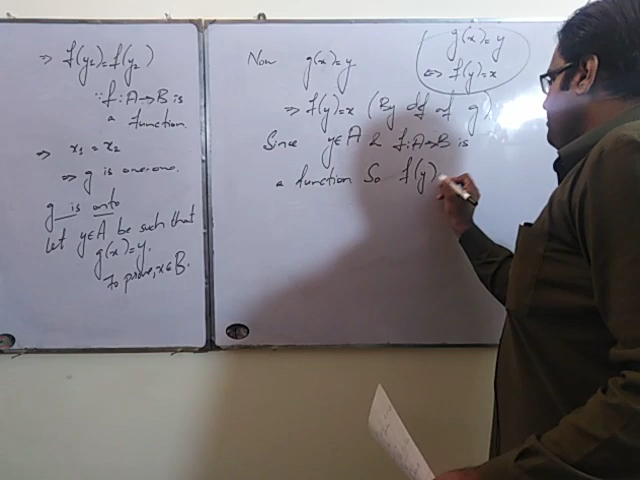 ⇒ f(y₂)=f(y₂)
∵ f:A→B is
a function.
⇒ x₁ = x₂
⇒ g is one-one.
g is onto
Let y∈A be such that
g(x)=y.
To prove, x∈B.
Now g(x)=y
⇒ f(y)=x (By def of g)
Since y∈A & f:A→B is
a function So f(y)
g(x)=y
⇔ f(y)=x